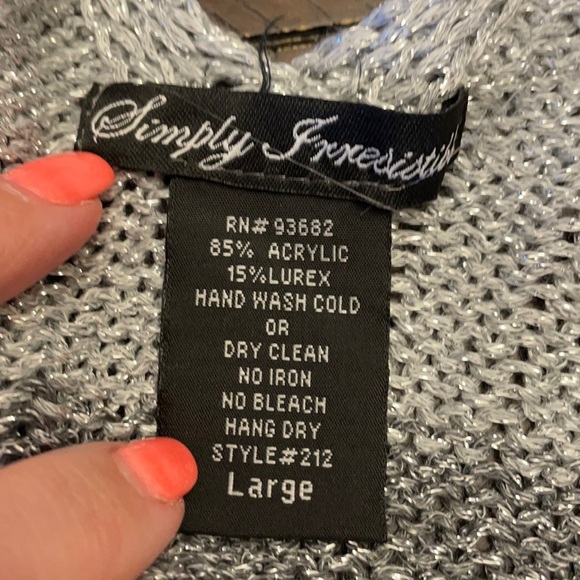 Simply Irresistible
RN# 93682
85% ACRYLIC
15%LUREX
HAND WASH COLD
OR
DRY CLEAN
NO IRON
NO BLEACH
HANG DRY
STYLE#212
Large